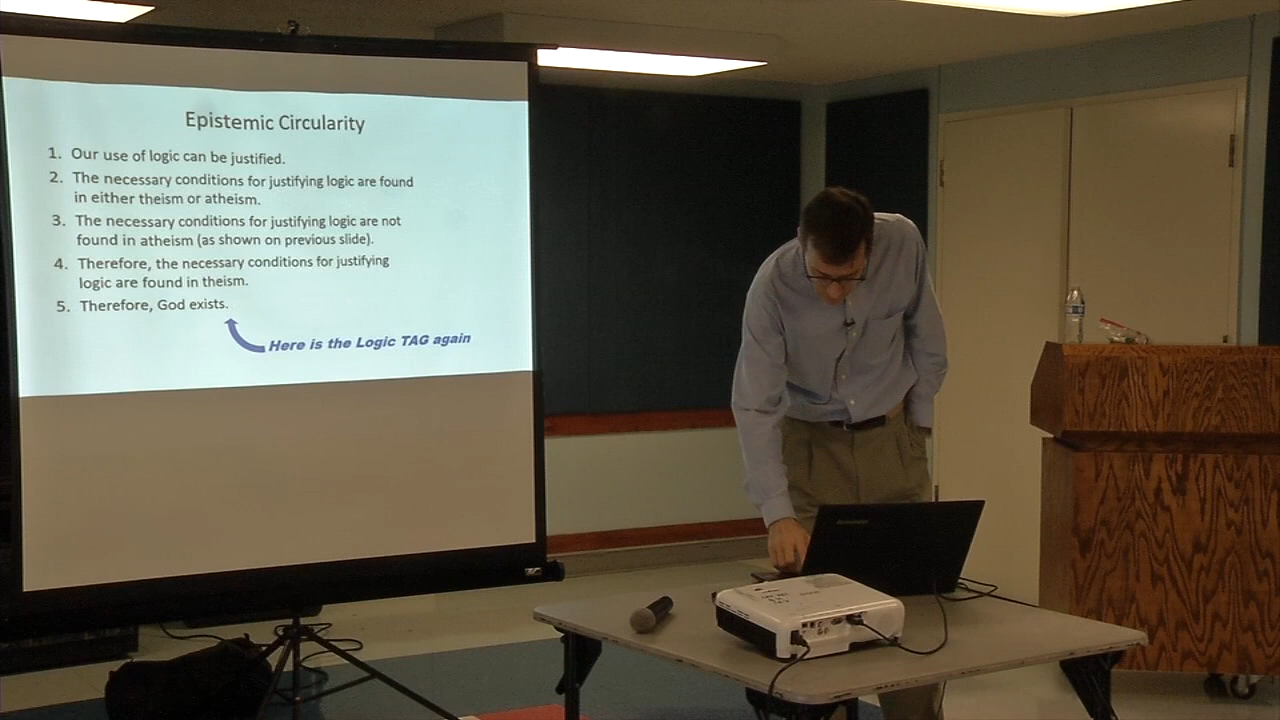 Epistemic Circularity
1. Our use of logic can be justified.
2. The necessary conditions for justifying logic are found
in either theism or atheism.
3. The necessary conditions for justifying logic are not
found in atheism (as shown on previous slide).
4. Therefore, the necessary conditions for justifying
logic are found in theism.
5. Therefore, God exists.
Here is the Logic TAG again